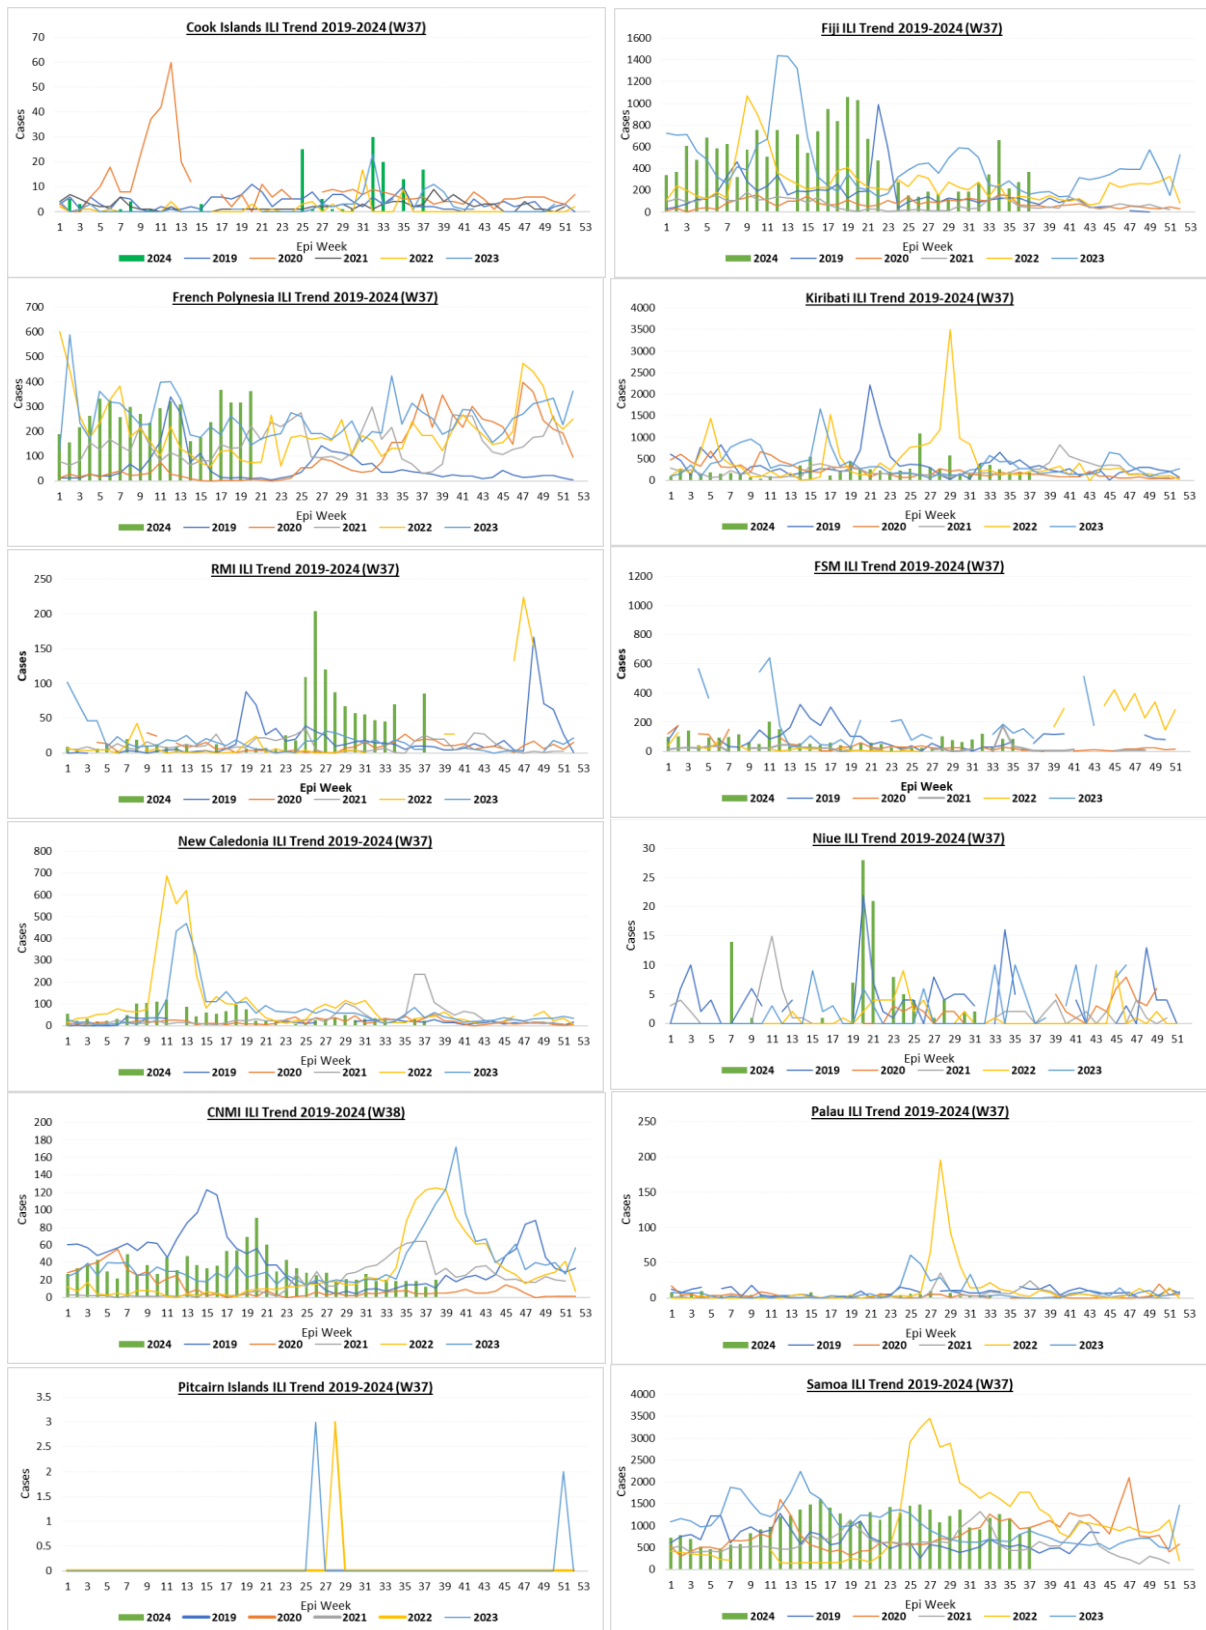 Cook Islands ILI Trend 2019-2024 (W37)
70
60
50
40
30
20
10
0
Cases
1 3 5 7 9 11 13 15 17 19 21 23 25 27 29 31 33 35 37 39 41 43 45 47 49 51 53
Epi Week
2024 2019 2020 2021 2022 2023
Fiji ILI Trend 2019-2024 (W37)
1600
1400
1200
1000
800
600
400
200
0
Cases
1 3 5 7 9 11 13 15 17 19 21 23 25 27 29 31 33 35 37 39 41 43 45 47 49 51 53
Epi Week
2024 2019 2020 2021 2022 2023
French Polynesia ILI Trend 2019-2024 (W37)
700
600
500
400
300
200
100
0
Cases
1 3 5 7 9 11 13 15 17 19 21 23 25 27 29 31 33 35 37 39 41 43 45 47 49 51 53
Epi Week
2024 2019 2020 2021 2022 2023
Kiribati ILI Trend 2019-2024 (W37)
4000
3500
3000
2500
2000
1500
1000
500
0
Cases
1 3 5 7 9 11 13 15 17 19 21 23 25 27 29 31 33 35 37 39 41 43 45 47 49 51 53
Epi Week
2024 2019 2020 2021 2022 2023
RMI ILI Trend 2019-2024 (W37)
250
200
150
100
50
0
Cases
1 3 5 7 9 11 13 15 17 19 21 23 25 27 29 31 33 35 37 39 41 43 45 47 49 51 53
Epi Week
2024 2019 2020 2021 2022 2023
FSM ILI Trend 2019-2024 (W37)
1200
1000
800
600
400
200
0
Cases
1 3 5 7 9 11 13 15 17 19 21 23 25 27 29 31 33 35 37 39 41 43 45 47 49 51
Epi Week
2024 2019 2020 2021 2022 2023
New Caledonia ILI Trend 2019-2024 (W37)
800
700
600
500
400
300
200
100
0
Cases
1 3 5 7 9 11 13 15 17 19 21 23 25 27 29 31 33 35 37 39 41 43 45 47 49 51 53
Epi Week
2024 2019 2020 2021 2022 2023
Niue ILI Trend 2019-2024 (W37)
30
25
20
15
10
5
0
Cases
1 3 5 7 9 11 13 15 17 19 21 23 25 27 29 31 33 35 37 39 41 43 45 47 49 51
Epi Week
2024 2019 2020 2021 2022 2023
CNMI ILI Trend 2019-2024 (W38)
200
180
160
140
120
100
80
60
40
20
0
Cases
1 3 5 7 9 11 13 15 17 19 21 23 25 27 29 31 33 35 37 39 41 43 45 47 49 51 53
Epi Week
2024 2019 2020 2021 2022 2023
Palau ILI Trend 2019-2024 (W37)
250
200
150
100
50
0
Cases
1 3 5 7 9 11 13 15 17 19 21 23 25 27 29 31 33 35 37 39 41 43 45 47 49 51 53
Epi Week
2024 2019 2020 2021 2022 2023
Pitcairn Islands ILI Trend 2019-2024 (W37)
3.5
3
2.5
2
1.5
1
0.5
0
Cases
1 3 5 7 9 11 13 15 17 19 21 23 25 27 29 31 33 35 37 39 41 43 45 47 49 51 53
Epi Week
2024 2019 2020 2021 2022 2023
Samoa ILI Trend 2019-2024 (W37)
4000
3500
3000
2500
2000
1500
1000
500
0
Cases
1 3 5 7 9 11 13 15 17 19 21 23 25 27 29 31 33 35 37 39 41 43 45 47 49 51 53
Epi Week
2024 2019 2020 2021 2022 2023